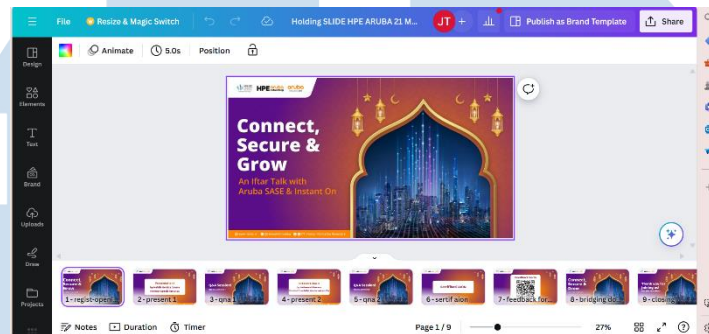 File
Resize & Magic Switch
Holding SLIDE HPE ARUBA 21 M...
JT
+
Publish as Brand Template
Share
Animate
5.0s
Position
Design
Elements
Text
Brand
Uploads
Draw
Projects
HPE aruba
aruba
Connect,
Secure &
Grow
An Iftar Talk with
Aruba SASE & Instant On
1 - regist-open
2 - present 1
3 - qna
4 - present 2
5 - qna 2
6 - sertif aion
7 - feedback for...
8 - bridging do
9 - closing
Notes
Duration
Timer
Page 1 / 9
27%